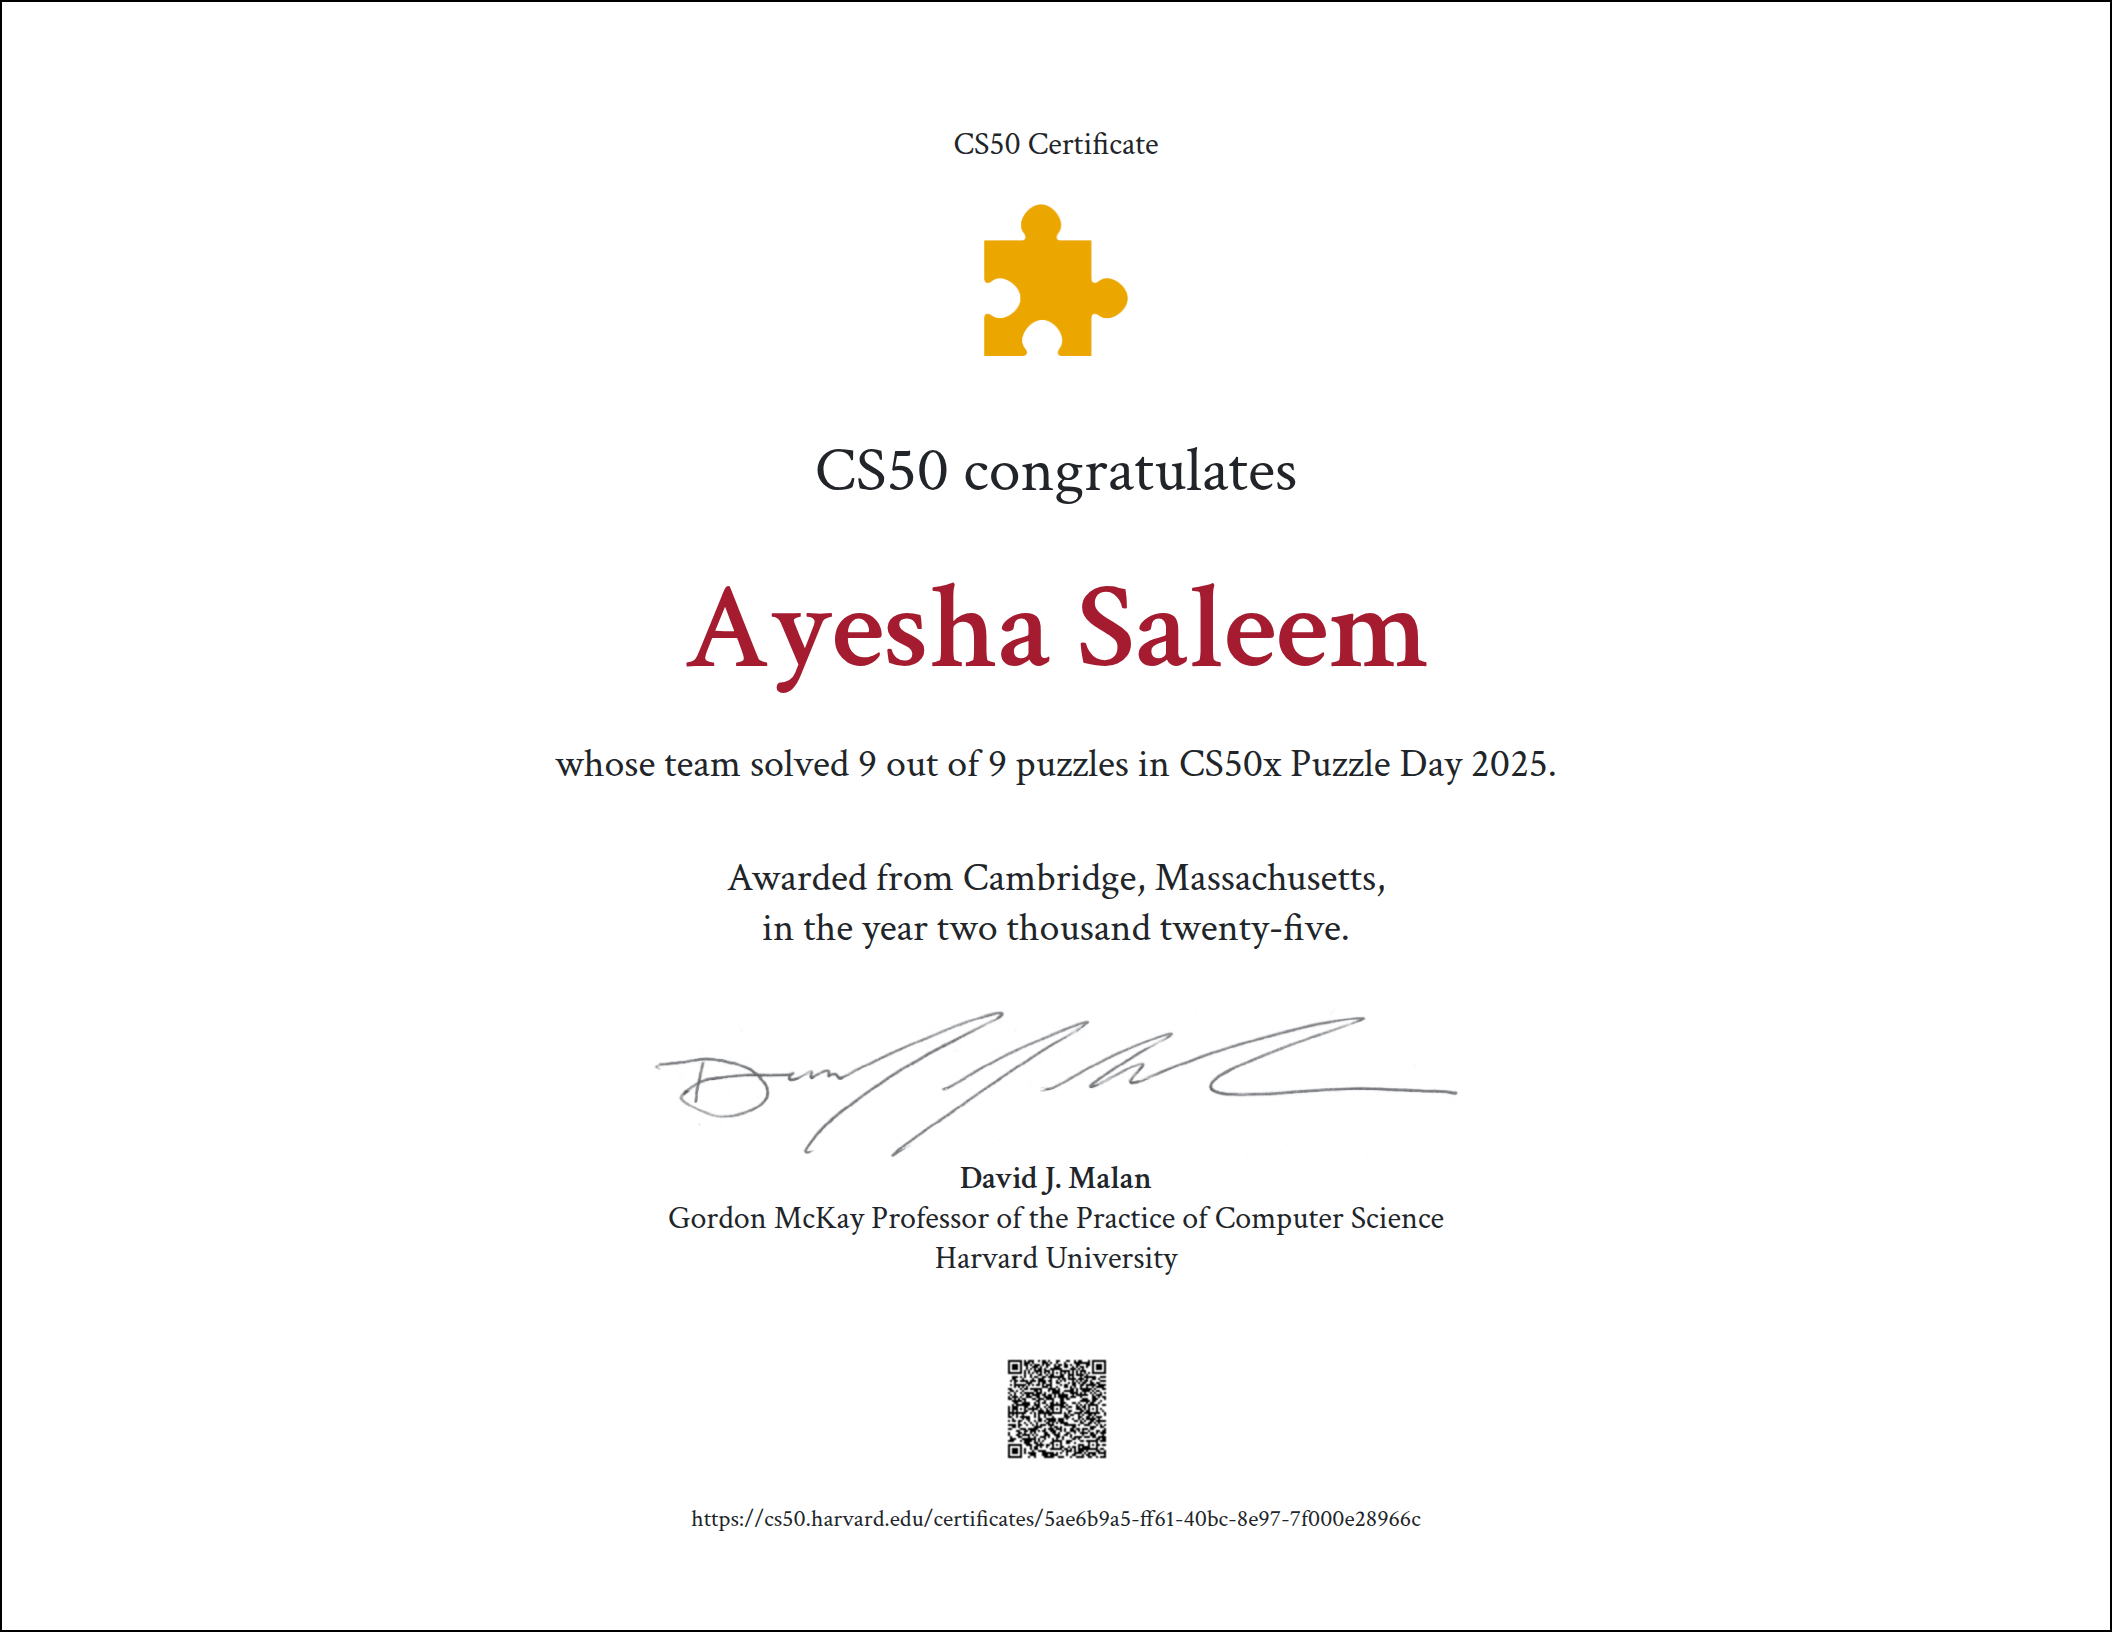 CS50 Certificate
CS50 congratulates
Ayesha Saleem
whose team solved 9 out of 9 puzzles in CS50x Puzzle Day 2025.
Awarded from Cambridge, Massachusetts,
in the year two thousand twenty-five.
David J. Malan
Gordon McKay Professor of the Practice of Computer Science
Harvard University
https://cs50.harvard.edu/certificates/5ae6b9a5-ff61-40bc-8e97-7f000e28966c